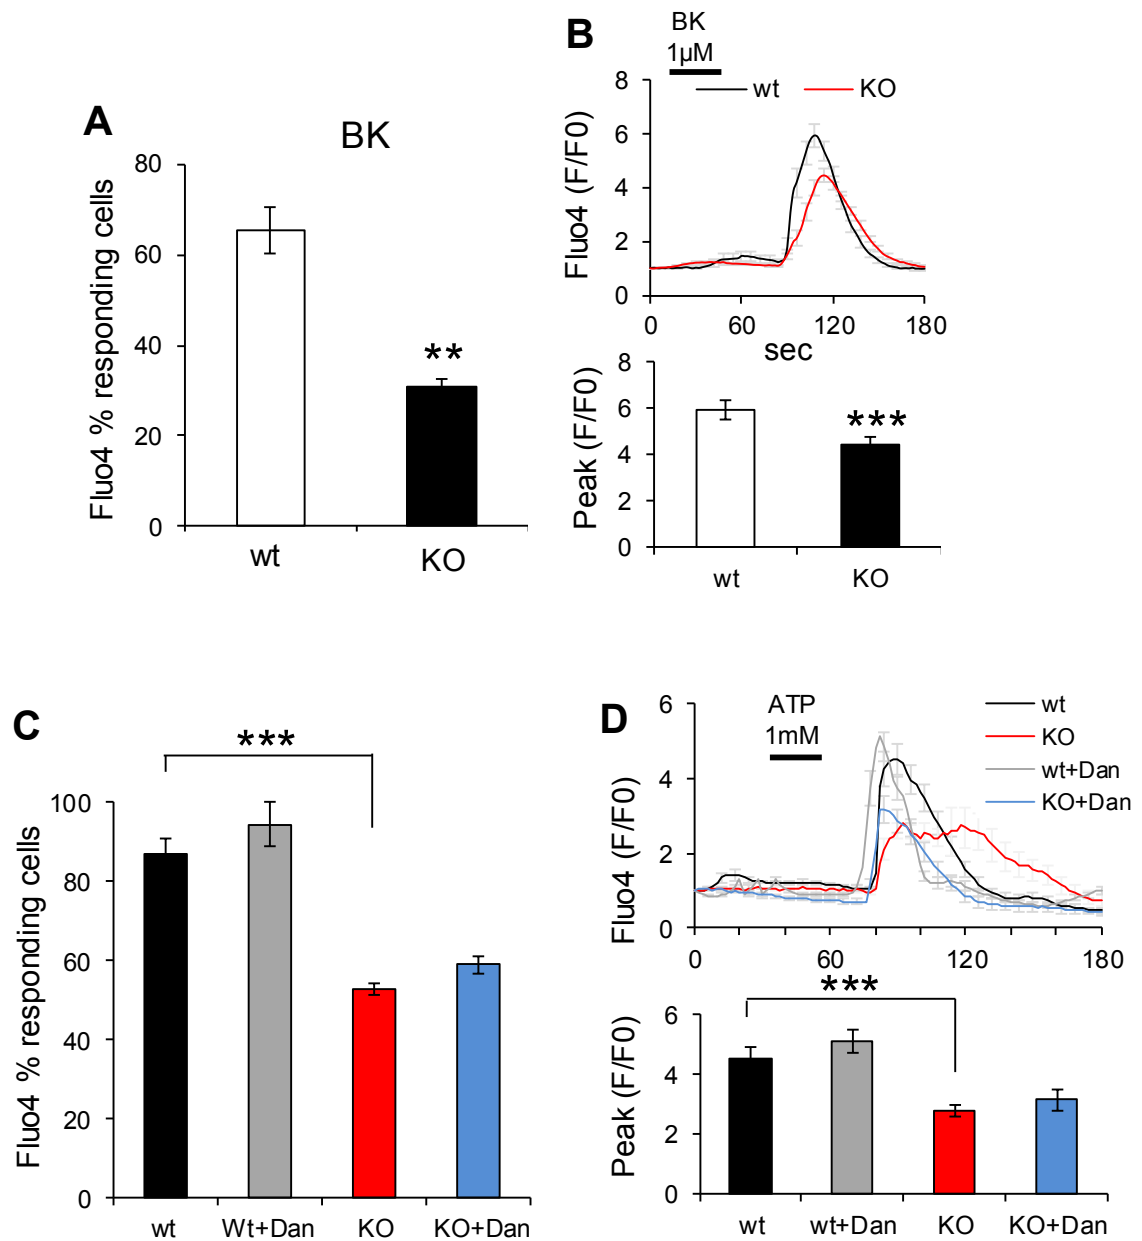 A
BK
Fluo4 % responding cells
80
60
40
20
0
**
wt
KO
B
BK
1µM
wt
KO
Fluo4 (F/F0)
8
6
4
2
0
0 60 120 180
sec
Peak (F/F0)
8
6
4
2
0
***
wt
KO
C
***
Fluo4 % responding cells
100
80
60
40
20
0
wt
Wt+Dan
KO
KO+Dan
D
ATP
1mM
wt
KO
wt+Dan
KO+Dan
Fluo4 (F/F0)
6
4
2
0
0 60 120 180
***
Peak (F/F0)
6
4
2
0
wt
wt+Dan
KO
KO+Dan